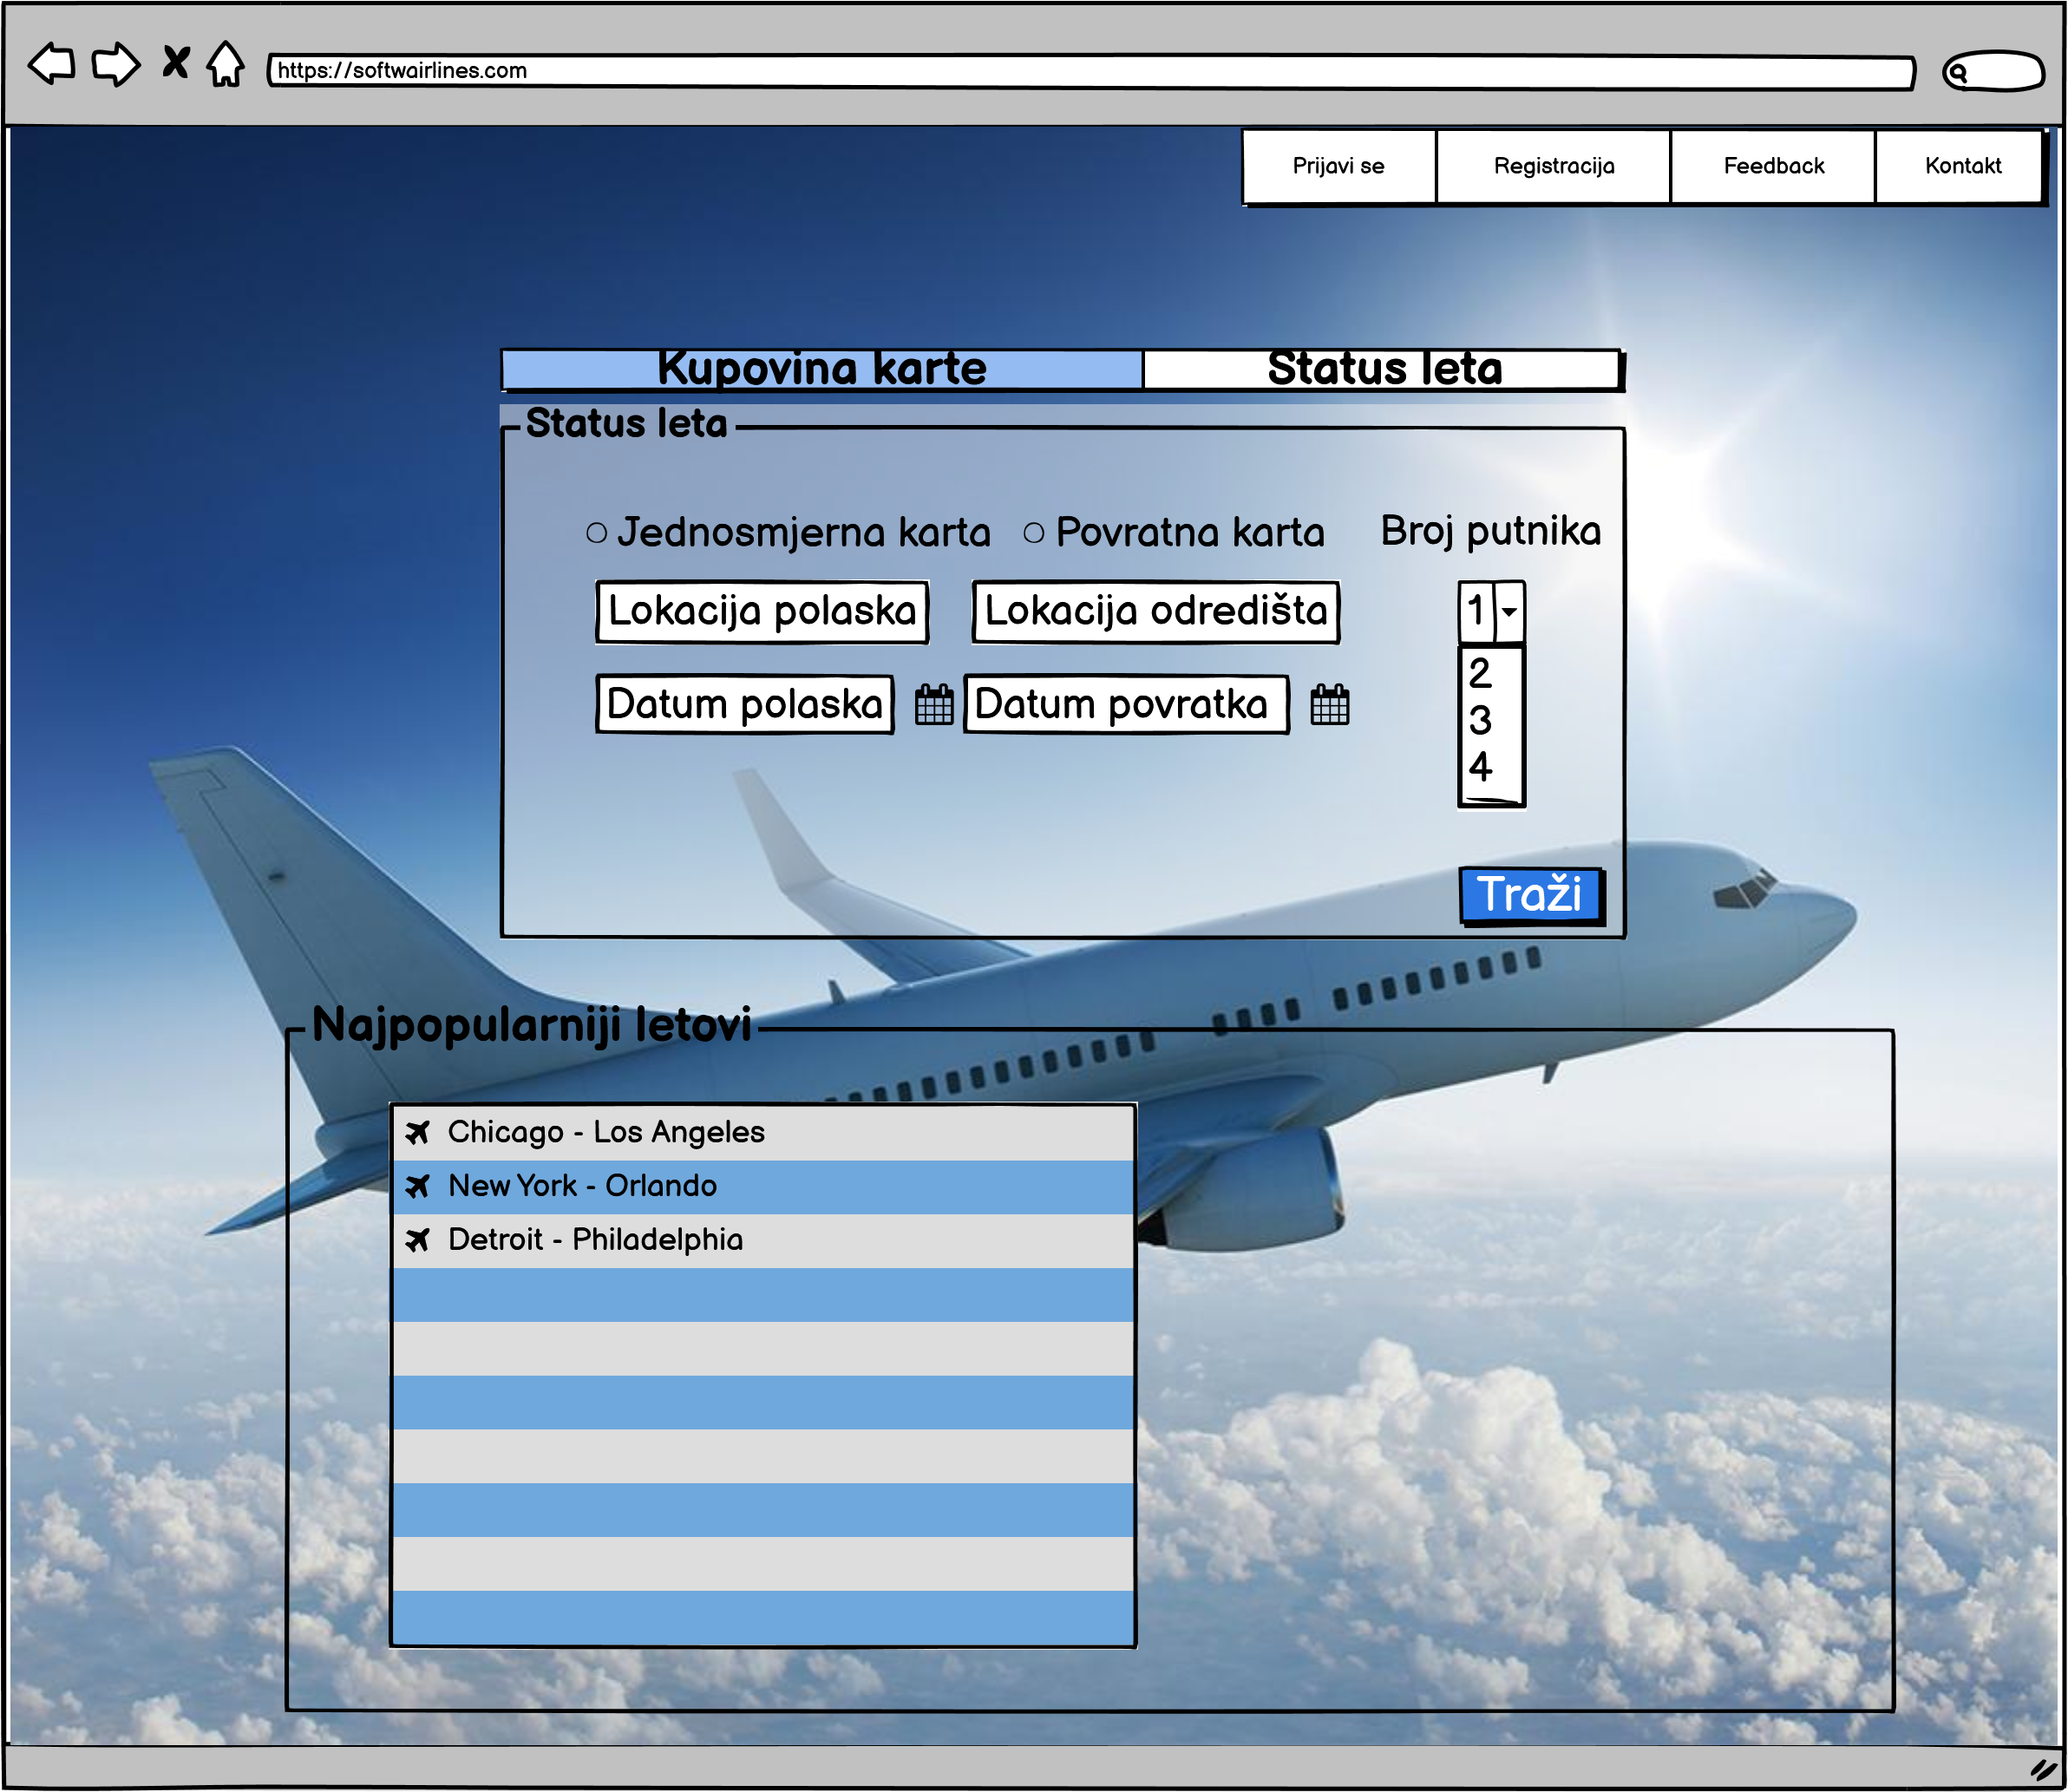 https://softwairlines.com
Prijavi se Registracija Feedback Kontakt
Kupovina karte Status leta
Status leta
Jednosmjerna karta Povratna karta Broj putnika
Lokacija polaska Lokacija odredišta 1
2
Datum polaska Datum povratka
3
4
Traži
Najpopularniji letovi
Chicago - Los Angeles
New York - Orlando
Detroit - Philadelphia